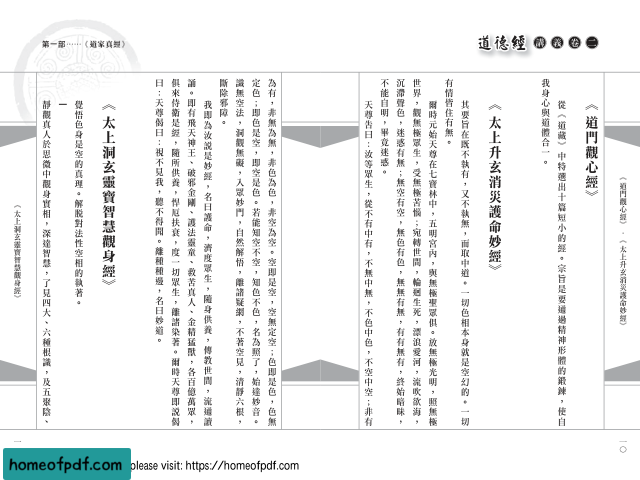 道德經 講義卷二
《道門觀心經》·《太上升玄消災護命妙經》
《道門觀心經》
從《道藏》中特選出十篇短小的經。宗旨是要通過精神形體的鍛鍊，使自
我身心與道體合一。
《太上升玄消災護命妙經》
其要旨在既不執有，又不執無，而取中道。一切色相本身就是空幻的。一切
有情皆住有無。
爾時元始天尊在七寶林中，五明宮內，與無極聖眾俱。放無極光明，照無極
世界，觀無極眾生，受無極苦惱；宛轉世間，輪迴生死，漂浪愛河，流吹欲海，
沉滯聲色，迷惑有無；無空有空，無色有色，無無有無，有有無有，終始暗昧，
不能自明，畢竟迷惑。
天尊告曰：汝等眾生，從不有中有，不無中無，不色中色，不空中空；非有
一〇
第一部……《道家真經》
為有，非無為無，非色為色，非空為空。空即是空，空無定空；色即是色，色無
定色；即色是空，即空是色。若能知空不空，知色不色，名為照了，始達妙音。
識無空法，洞觀無礙，入眾妙門，自然解悟，離諸疑網，不著空見，清靜六根，
斷除邪障。
我即為汝說是妙經，名曰護命，濟度眾生，隨身供養，傳教世間，流通讀
誦。即有飛天神王、破邪金剛、護法靈童、救苦真人、金精猛獸，各百億萬眾，
俱來侍衛是經，隨所供養，悍厄扶衰，度一切眾生，離諸染著。爾時天尊即說偈
曰：天尊偈曰：視不見我，聽不得聞。離種種邊，名曰妙道。
《太上洞玄靈寶智慧觀身經》
覺悟色身是空的真理。解脫對法性空相的執著。
一
靜觀真人於思微中觀身實相，深達智慧，了見四大、六種根識，及五聚陰、
《太上洞玄靈寶智慧觀身經》
一一
homeofpdf.com
please visit: https://homeofpdf.com